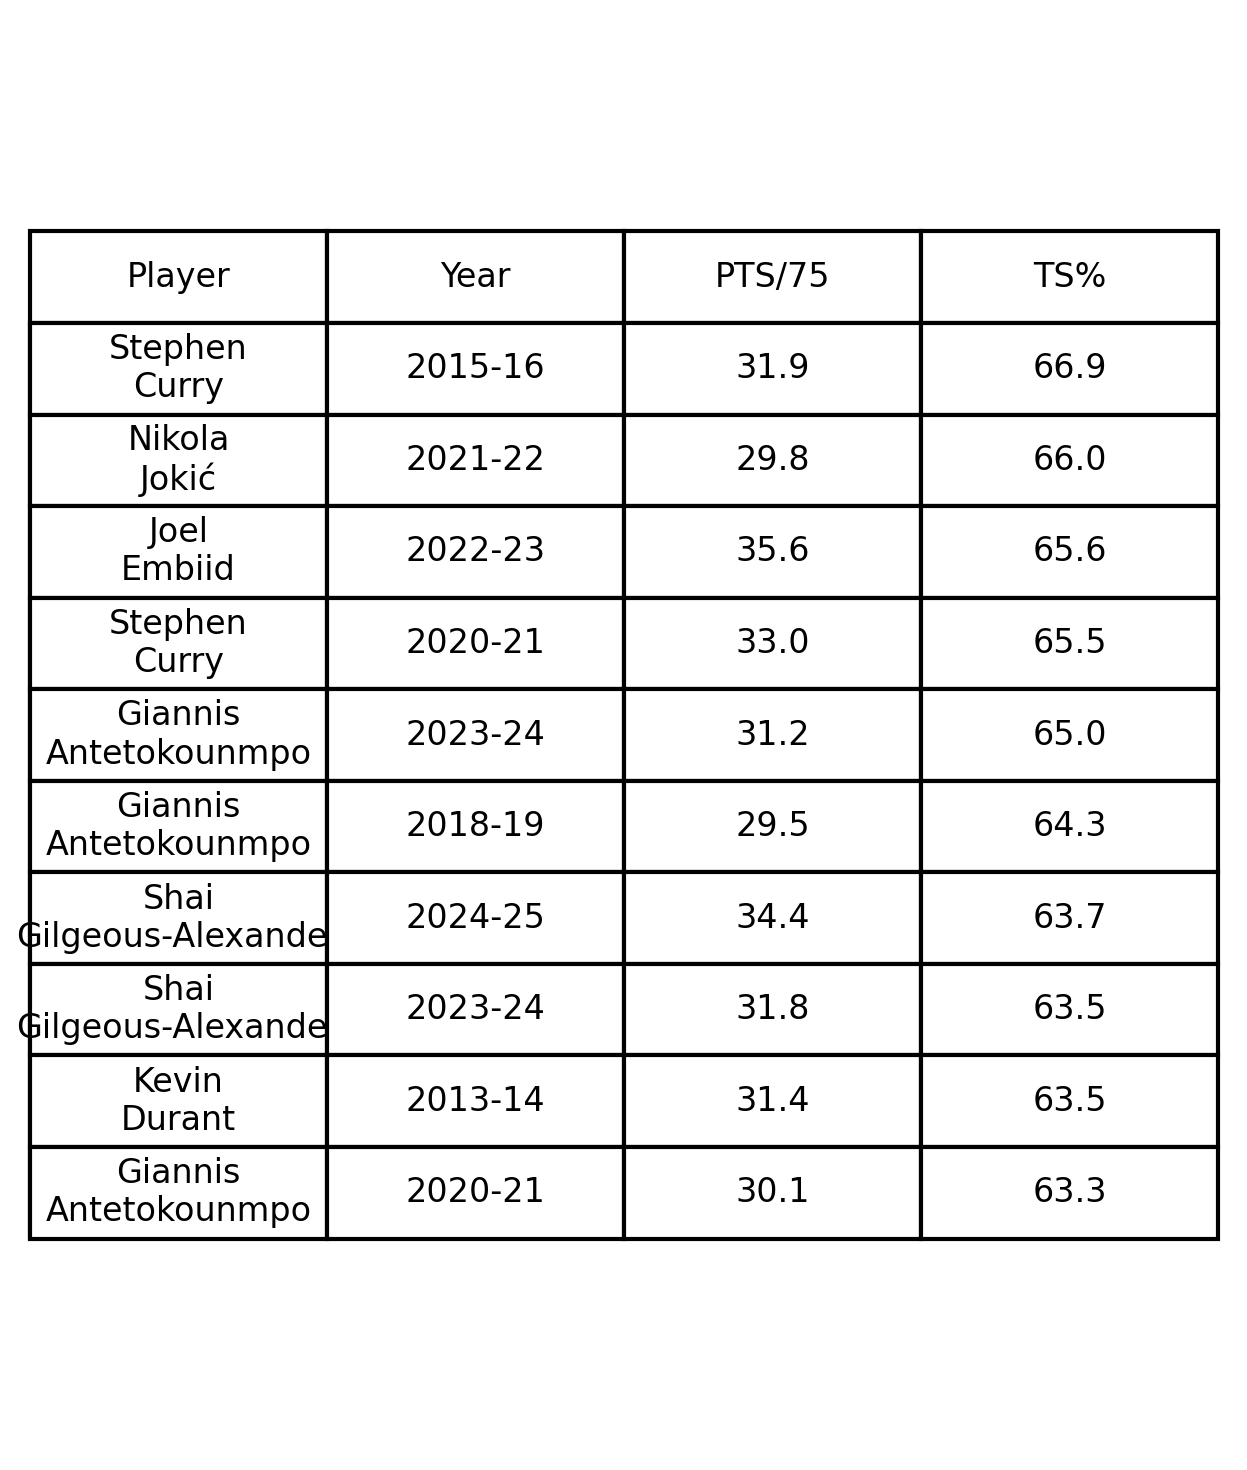 Player Year PTS/75 TS%
Stephen
Curry
2015-16 31.9 66.9
Nikola
Jokić
2021-22 29.8 66.0
Joel
Embiid
2022-23 35.6 65.6
Stephen
Curry
2020-21 33.0 65.5
Giannis
Antetokounmpo
2023-24 31.2 65.0
Giannis
Antetokounmpo
2018-19 29.5 64.3
Shai
Gilgeous-Alexande
2024-25 34.4 63.7
Shai
Gilgeous-Alexande
2023-24 31.8 63.5
Kevin
Durant
2013-14 31.4 63.5
Giannis
Antetokounmpo
2020-21 30.1 63.3